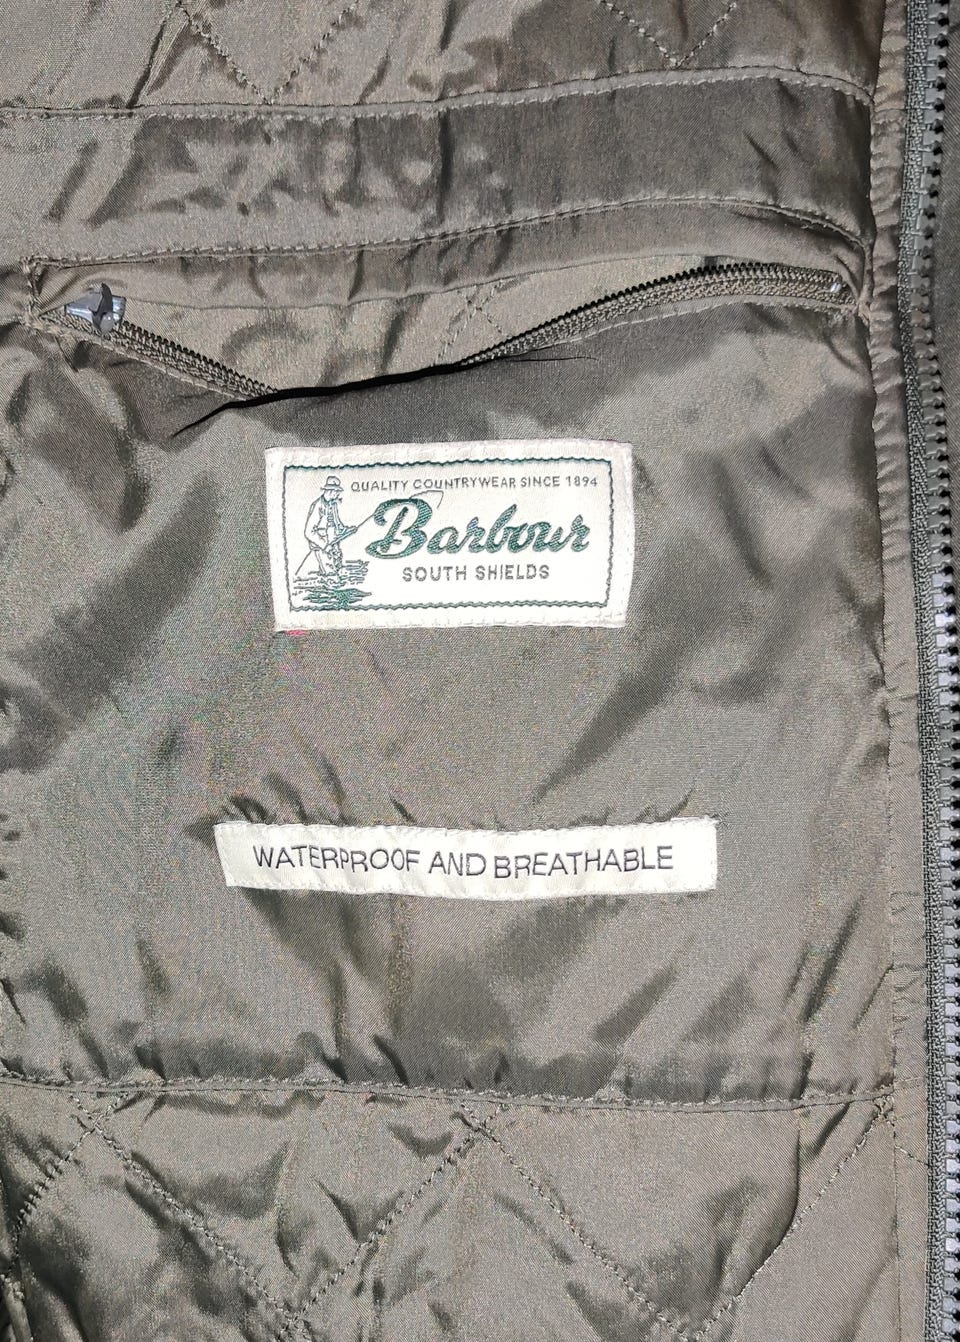 QUALITY COUNTRYWEAR SINCE 1894
Barbour
SOUTH SHIELDS
WATERPROOF AND BREATHABLE